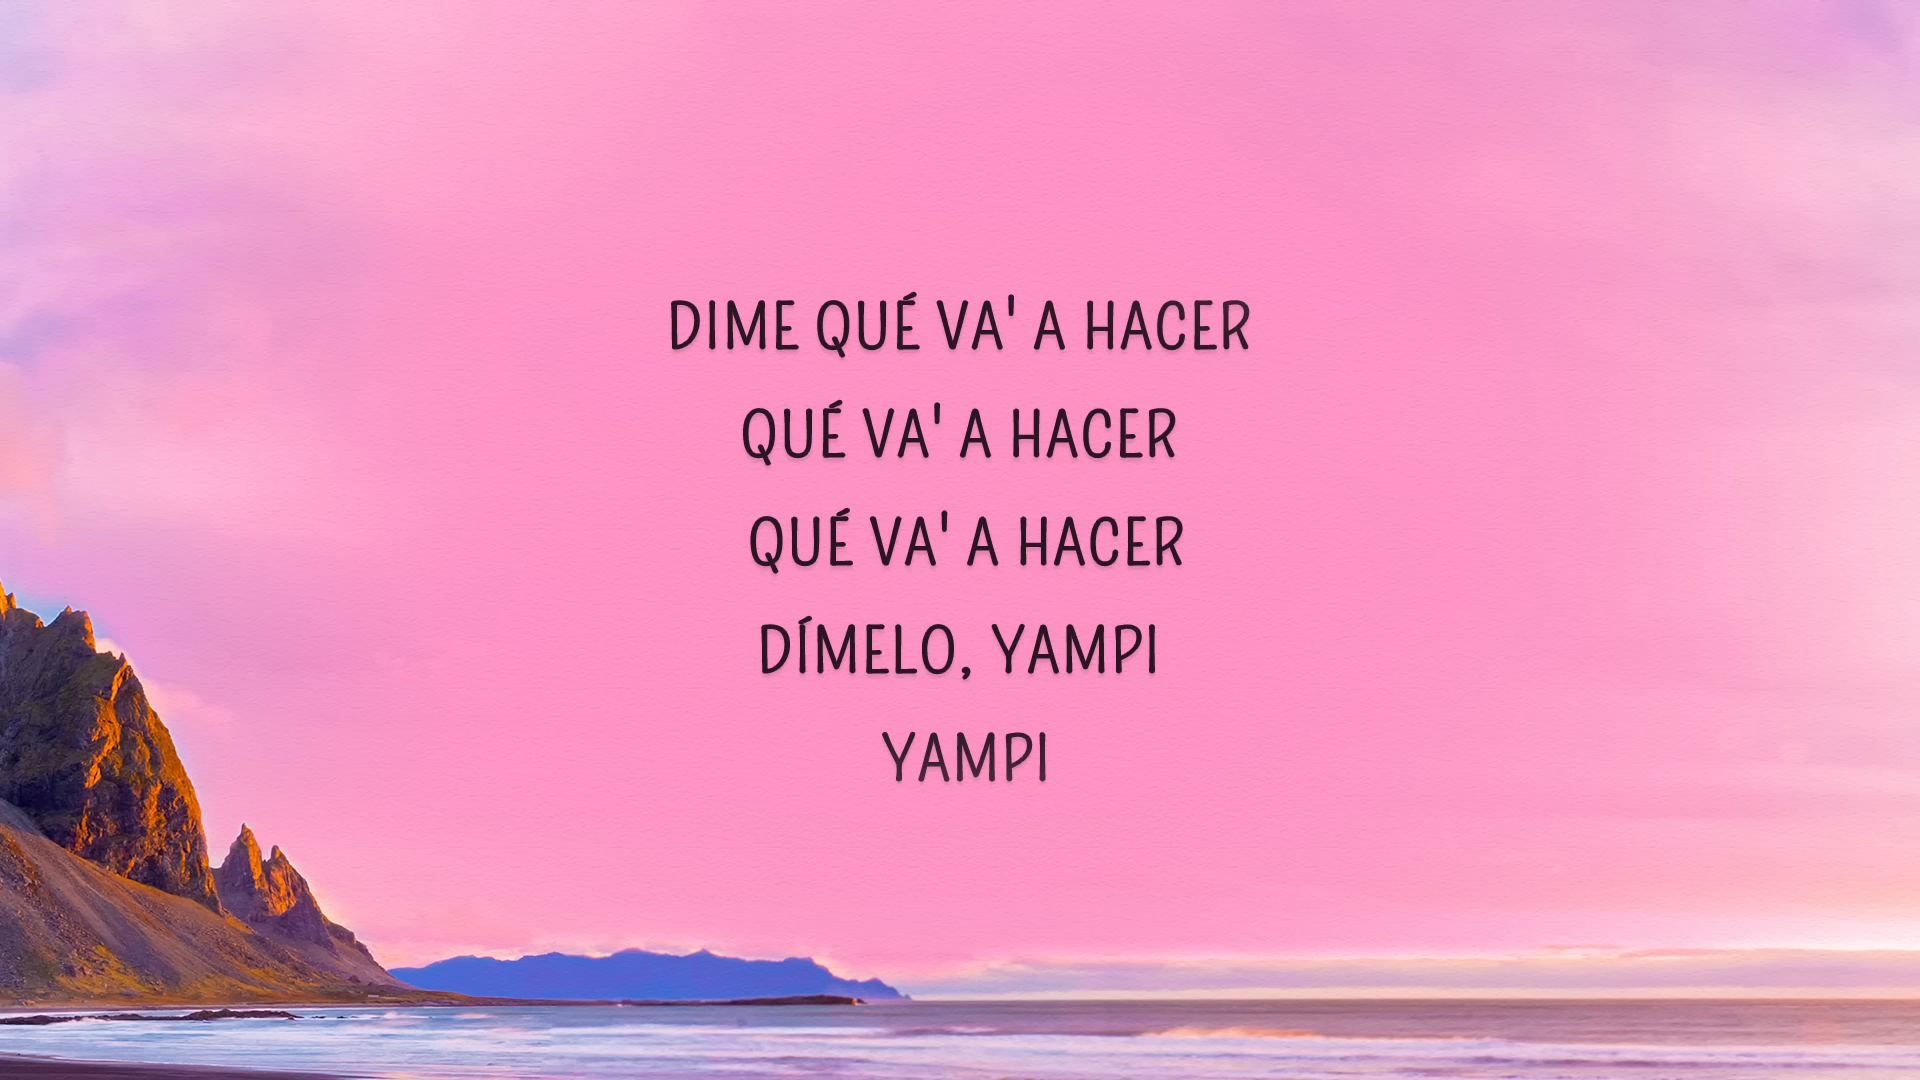 DIME QUÉ VA' A HACER
QUÉ VA' A HACER
QUÉ VA' A HACER
DÍMELO, YAMPI
YAMPI